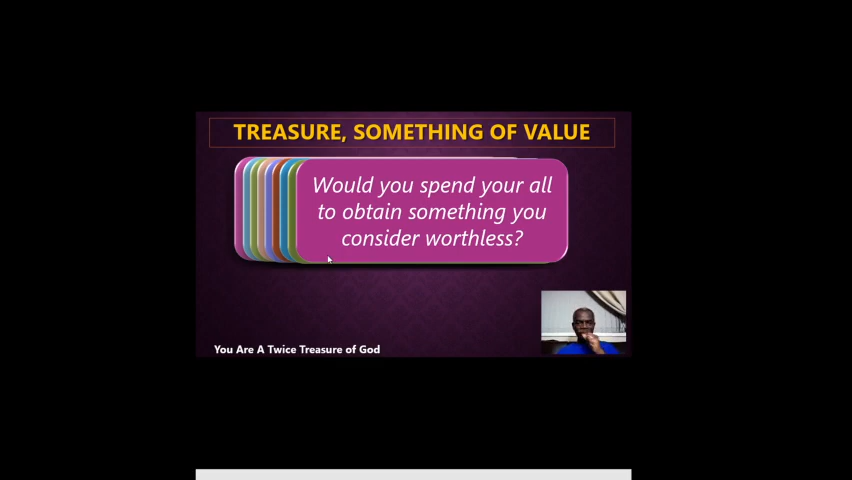 TREASURE, SOMETHING OF VALUE
Would you spend your all
to obtain something you
consider worthless?
You Are A Twice Treasure of God